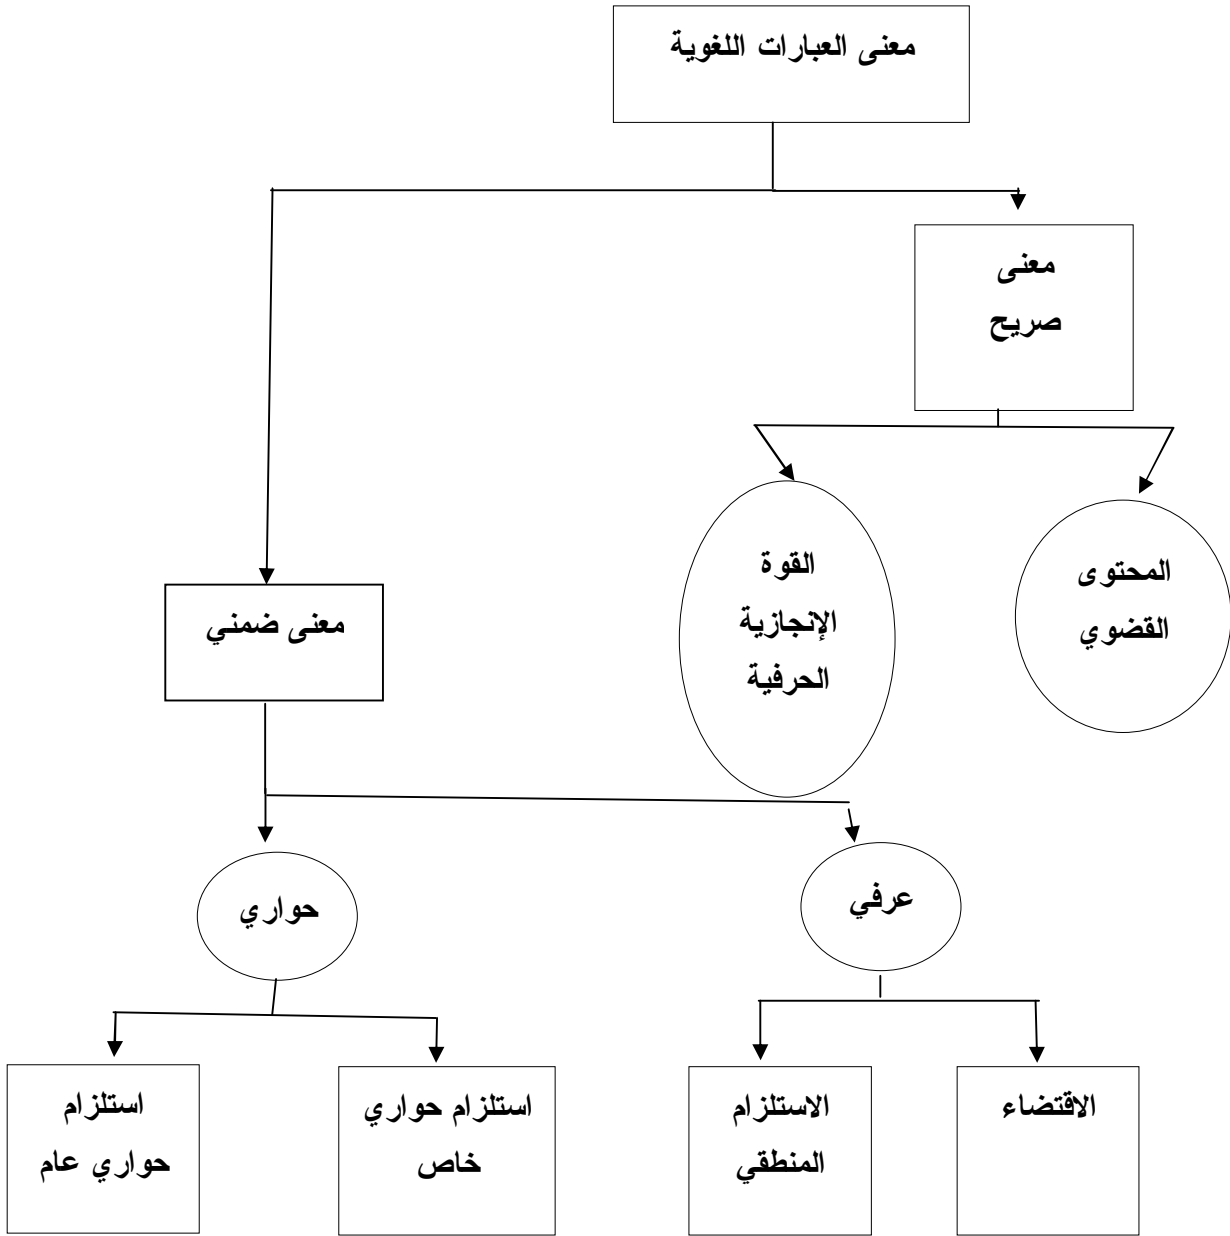 معنى العبارات اللغوية
معنى
صريح
المحتوى
القضوي
القوة
الإنجازية
الحرفية
معنى ضمني
عرفي
حواري
الاقتضاء
الاستلزام
المنطقي
استلزام حواري
خاص
استلزام
حواري عام